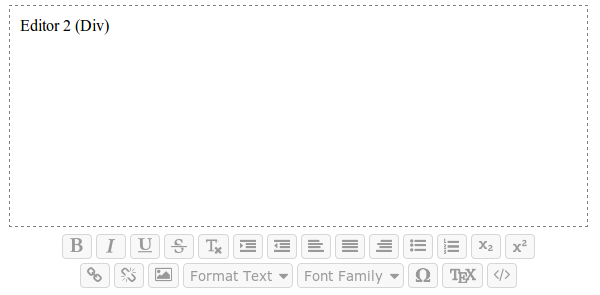 Editor 2 (Div)
B I U S Tx x₂ x²
Format Text Font Family Ω TEX </>